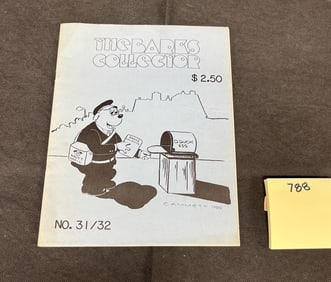 THE BARKS
COLLECTOR
$2.50
NO. 31/32
788